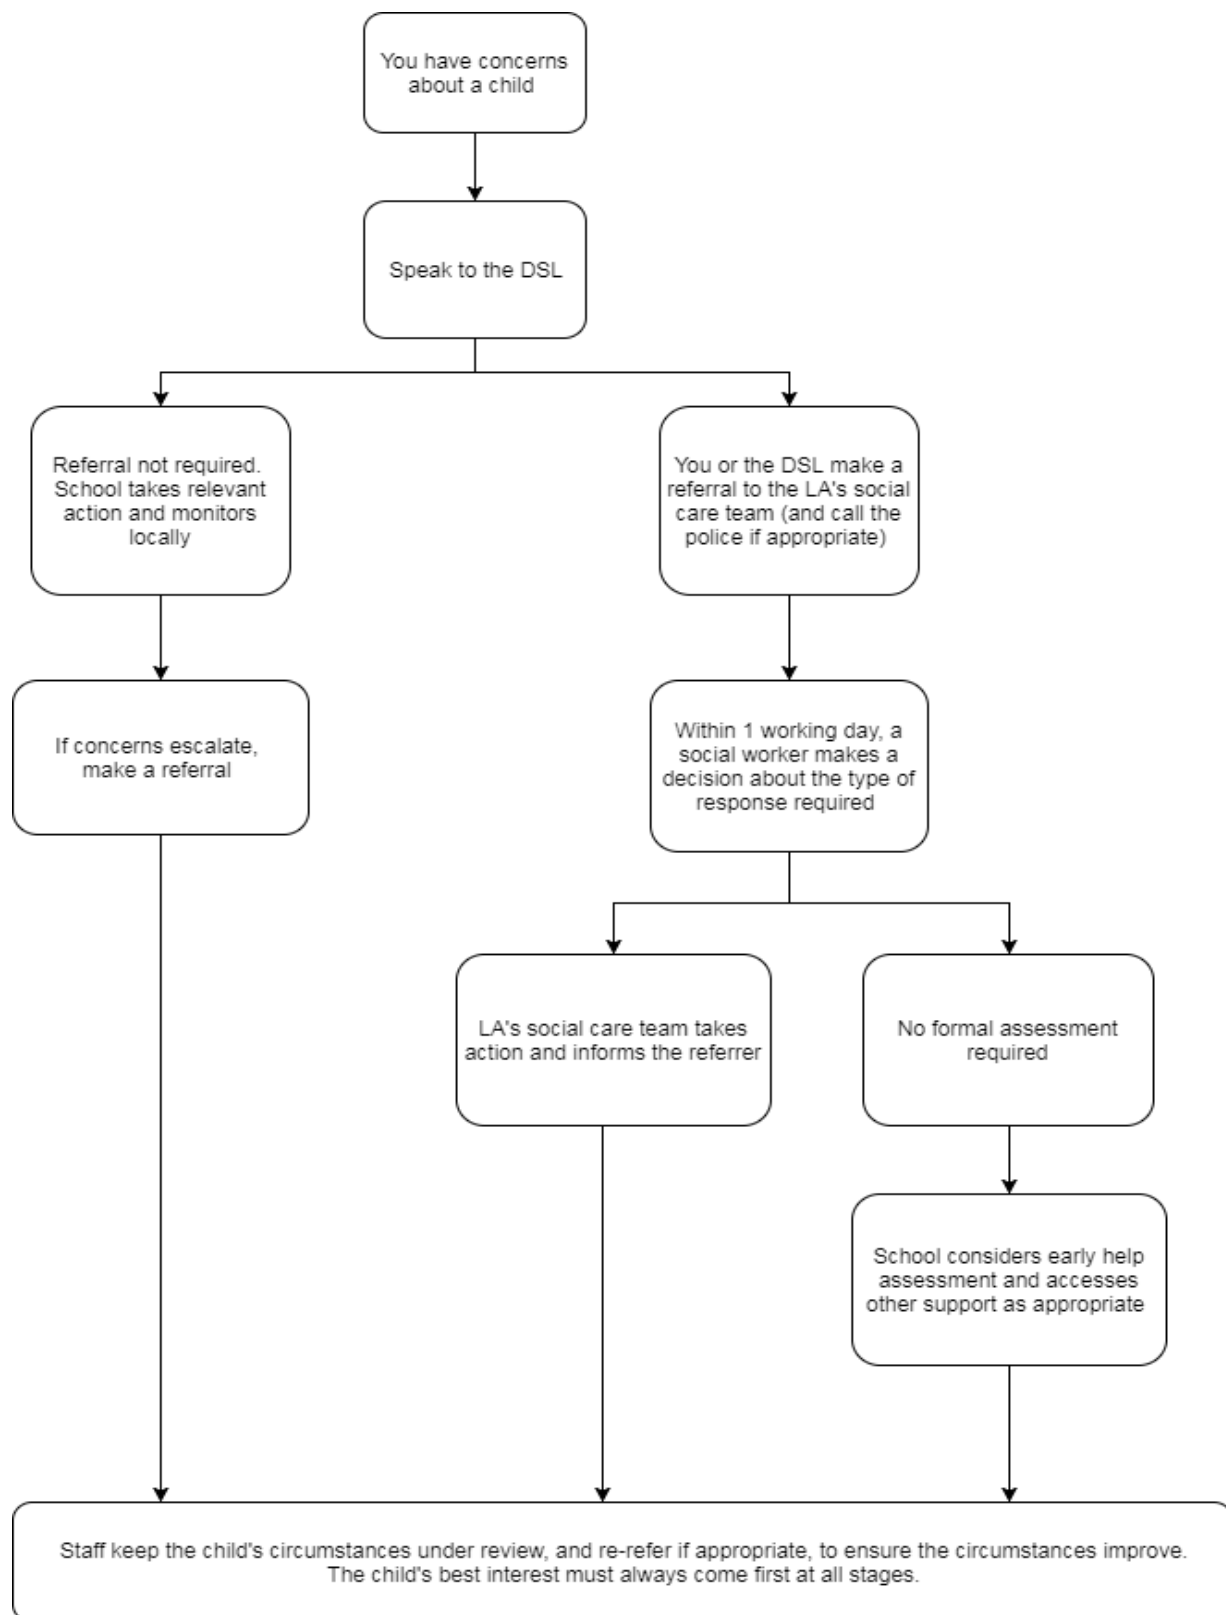 You have concerns
about a child
Speak to the DSL
Referral not required.
School takes relevant
action and monitors
locally
You or the DSL make a
referral to the LA's social
care team (and call the
police if appropriate)
If concerns escalate,
make a referral
Within 1 working day, a
social worker makes a
decision about the type of
response required
LA's social care team takes
action and informs the referrer
No formal assessment
required
School considers early help
assessment and accesses
other support as appropriate
Staff keep the child's circumstances under review, and re-refer if appropriate, to ensure the circumstances improve.
The child's best interest must always come first at all stages.